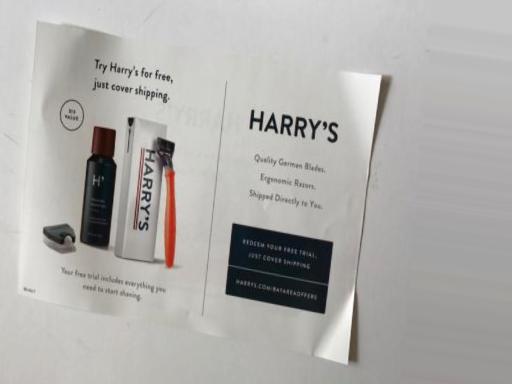 Try Harry's for free,
just cover shipping.
$13
VALUE
H'
HARRY'S
Your free trial includes everything you
need to start shaving.
HARRY'S
Quality German Blades.
Ergonomic Razors.
Shipped Directly to You.
REDEEM YOUR FREE TRIAL,
JUST COVER SHIPPING
HARRYS.COM/BAYAREAOFFERS